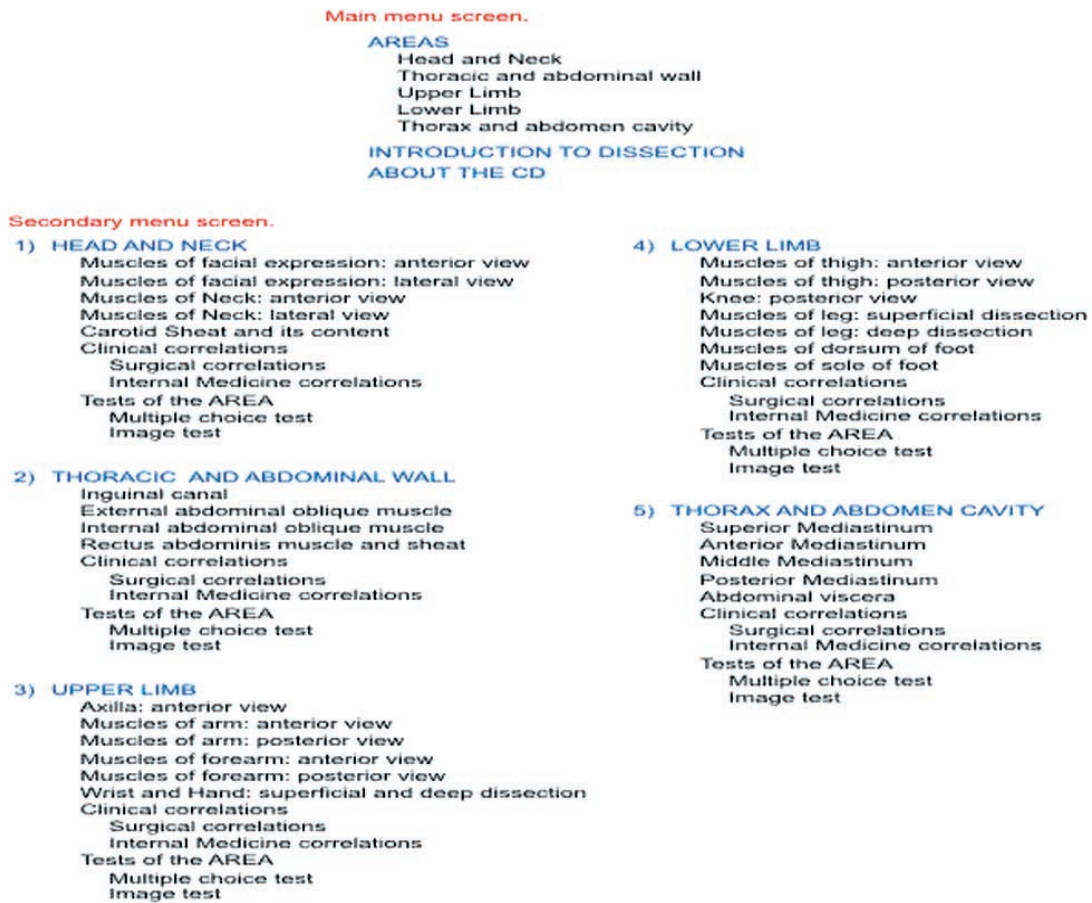 Main menu screen.
AREAS
Head and Neck
Thoracic and abdominal wall
Upper Limb
Lower Limb
Thorax and abdomen cavity
INTRODUCTION TO DISSECTION
ABOUT THE CD
Secondary menu screen.
1) HEAD AND NECK
Muscles of facial expression: anterior view
Muscles of facial expression: lateral view
Muscles of Neck: anterior view
Muscles of Neck: lateral view
Carotid Sheat and its content
Clinical correlations
Surgical correlations
Internal Medicine correlations
Tests of the AREA
Multiple choice test
Image test
2) THORACIC AND ABDOMINAL WALL
Inguinal canal
External abdominal oblique muscle
Internal abdominal oblique muscle
Rectus abdominis muscle and sheat
Clinical correlations
Surgical correlations
Internal Medicine correlations
Tests of the AREA
Multiple choice test
Image test
3) UPPER LIMB
Axilla: anterior view
Muscles of arm: anterior view
Muscles of arm: posterior view
Muscles of forearm: anterior view
Muscles of forearm: posterior view
Wrist and Hand: superficial and deep dissection
Clinical correlations
Surgical correlations
Internal Medicine correlations
Tests of the AREA
Multiple choice test
Image test
4) LOWER LIMB
Muscles of thigh: anterior view
Muscles of thigh: posterior view
Knee: posterior view
Muscles of leg: superficial dissection
Muscles of leg: deep dissection
Muscles of dorsum of foot
Muscles of sole of foot
Clinical correlations
Surgical correlations
Internal Medicine correlations
Tests of the AREA
Multiple choice test
Image test
5) THORAX AND ABDOMEN CAVITY
Superior Mediastinum
Anterior Mediastinum
Middle Mediastinum
Posterior Mediastinum
Abdominal viscera
Clinical correlations
Surgical correlations
Internal Medicine correlations
Tests of the AREA
Multiple choice test
Image test